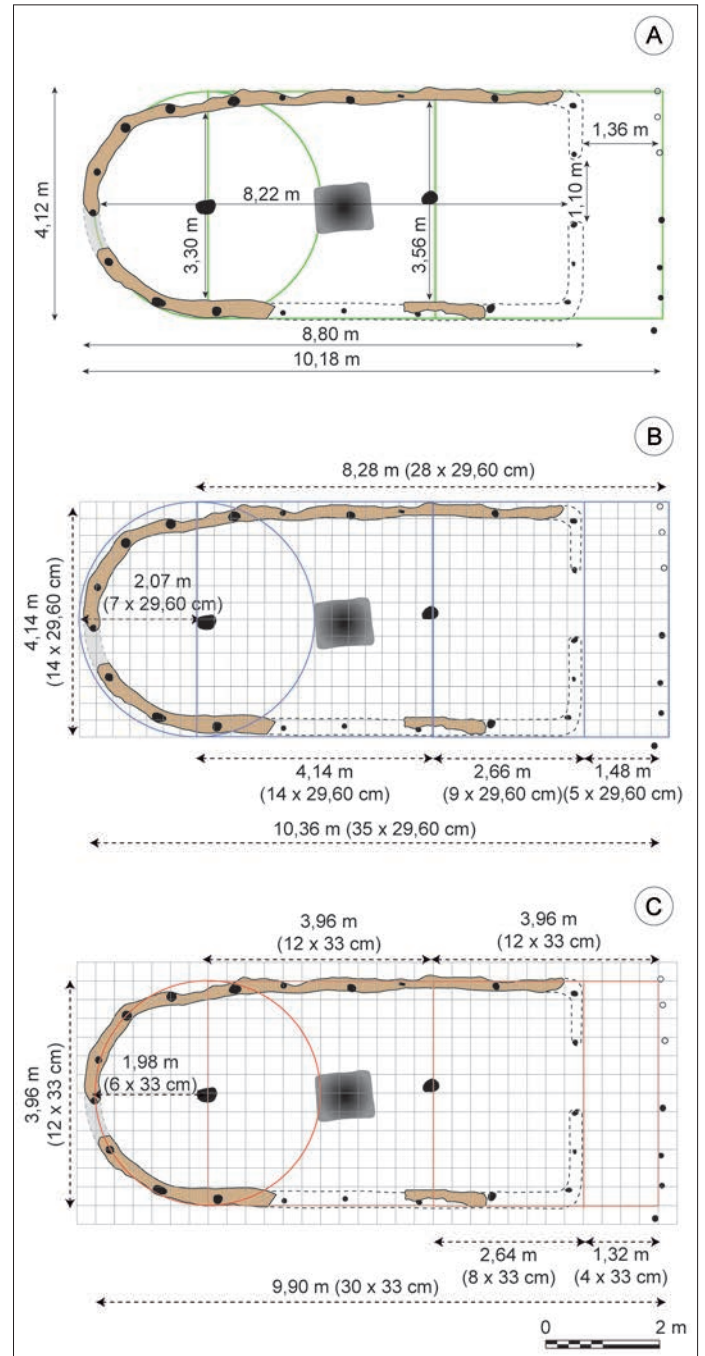 A
1,36 m
4,12 m
8,22 m
3,30 m
3,56 m
1,10 m
8,80 m
10,18 m
B
8,28 m (28 x 29,60 cm)
2,07 m
(7 x 29,60 cm)
4,14 m
(14 x 29,60 cm)
4,14 m
(14 x 29,60 cm)
2,66 m
(9 x 29,60 cm)
1,48 m
(5 x 29,60 cm)
10,36 m (35 x 29,60 cm)
C
3,96 m
(12 x 33 cm)
3,96 m
(12 x 33 cm)
1,98 m
(6 x 33 cm)
3,96 m
(12 x 33 cm)
2,64 m
(8 x 33 cm)
1,32 m
(4 x 33 cm)
9,90 m (30 x 33 cm)
0
2 m